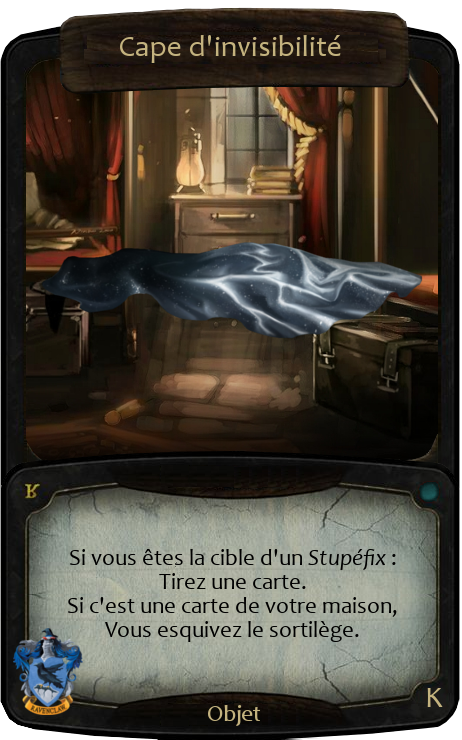 Cape d'invisibilité
R
Si vous êtes la cible d'un Stupéfix :
Tirez une carte.
Si c'est une carte de votre maison,
Vous esquivez le sortilège.
RAVENCLAW
Objet
K